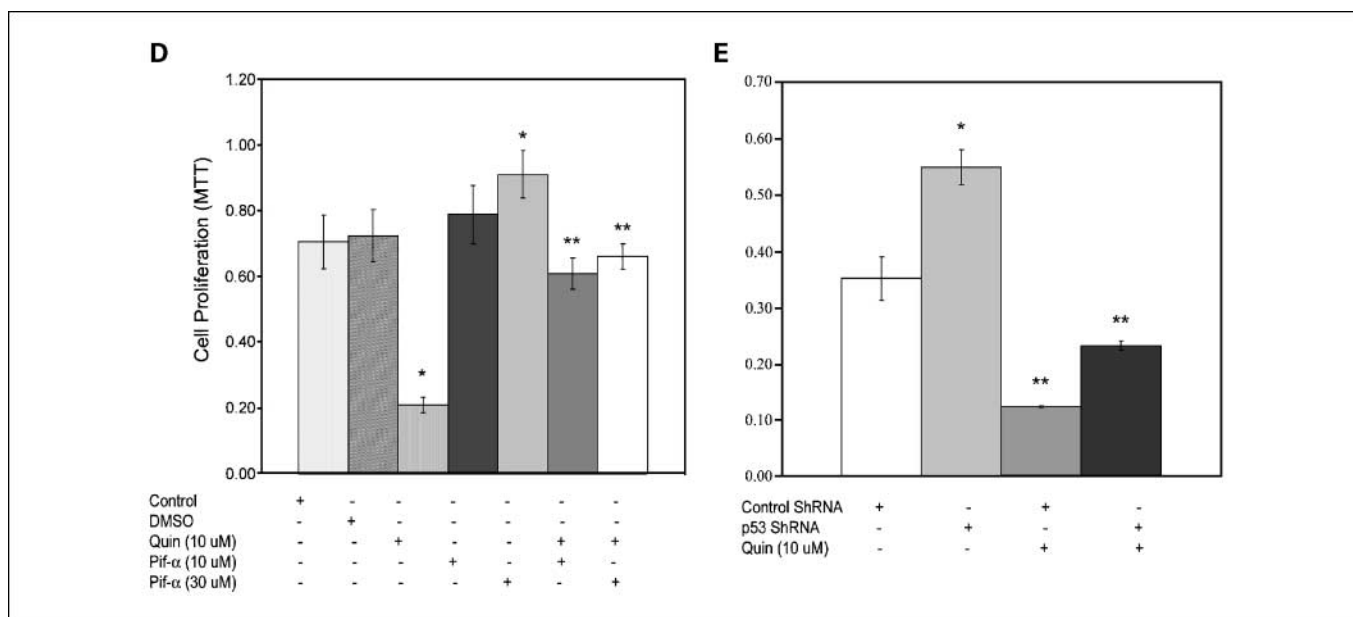 D
1.20
1.00
0.80
0.60
0.40
0.20
0.00
Cell Proliferation (MTT)
*
*
**
**
Control + - - - - - -
DMSO - + - - - - -
Quin (10 uM) - - + - - + +
Pif-α (10 uM) - - - + - + -
Pif-α (30 uM) - - - - + - +
E
0.70
0.60
0.50
0.40
0.30
0.20
0.10
0.00
*
**
**
Control ShRNA + - + -
p53 ShRNA - + - +
Quin (10 uM) - - + +